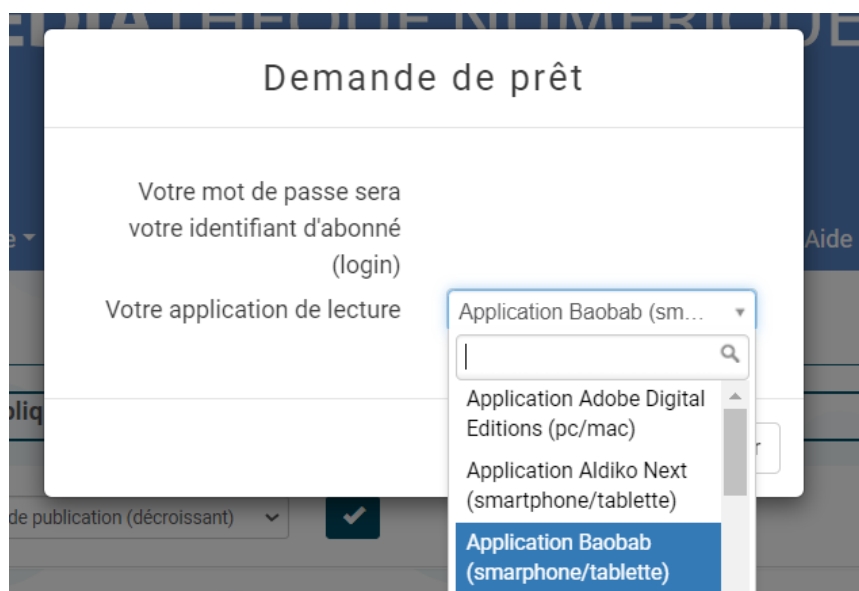 MÉDIATHÈQUE NUMÉRIQUE
Demande de prêt
Votre mot de passe sera
votre identifiant d'abonné
(login)
Aide
Votre application de lecture
Application Baobab (sm...
Application Adobe Digital
Editions (pc/mac)
Application Aldiko Next
(smartphone/tablette)
Application Baobab
(smarphone/tablette)
de publication (décroissant)